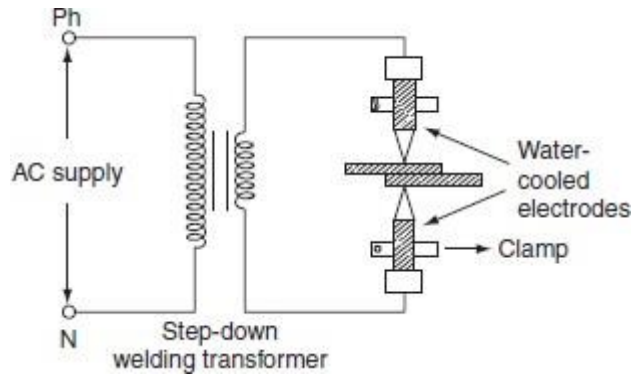 Ph
AC supply
N
Step-down
welding transformer
Water-
cooled
electrodes
Clamp